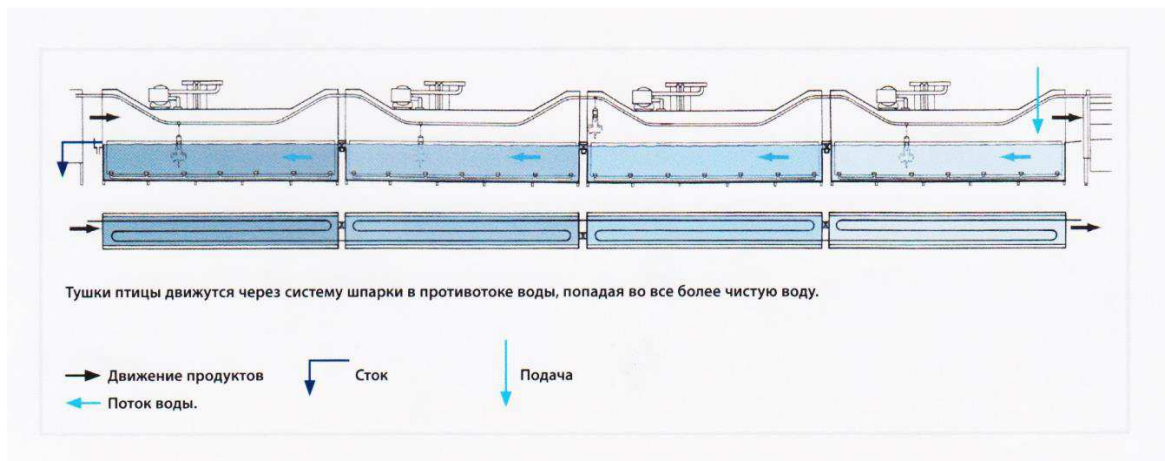 Тушки птицы движутся через систему шпарки в противотоке воды, попадая во все более чистую воду.
Движение продуктов
Сток
Подача
Поток воды.